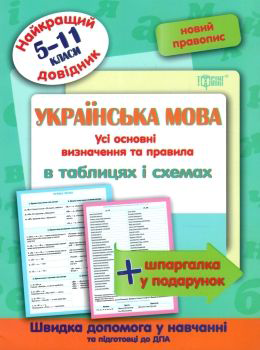 Найкращий
5–11
класи
довідник
новий
правопис
УКРАЇНСЬКА МОВА
Усі основні
визначення та правила
в таблицях і схемах
+ шпаргалка
у подарунок
Швидка допомога у навчанні
та підготовці до ДПА